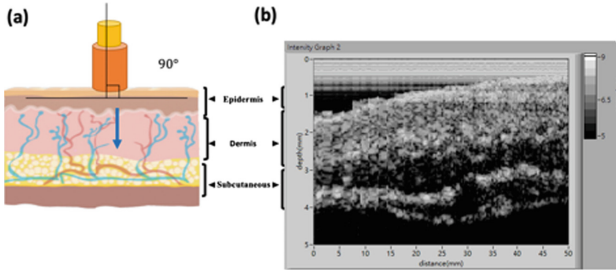 (a)
90°
Epidermis
Dermis
Subcutaneous
(b)
Intenity Graph 2
0
1
2
3
4
5
depth(mm)
0 5 10 15 20 25 30 35 40 45 50
distance(mm)
9
6.5
5